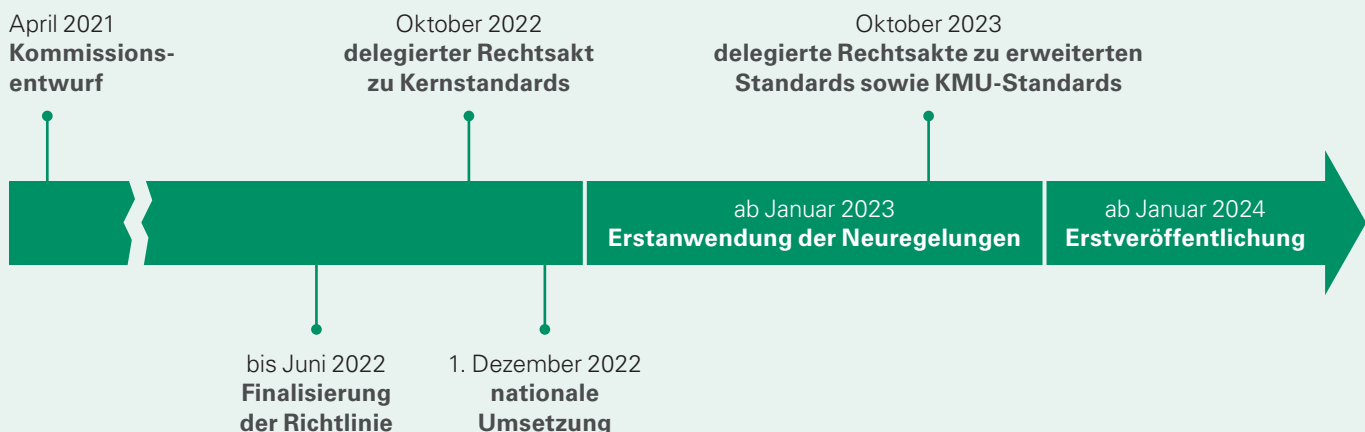 April 2021
Kommissions-
entwurf
Oktober 2022
delegierter Rechtsakt
zu Kernstandards
Oktober 2023
delegierte Rechtsakte zu erweiterten
Standards sowie KMU-Standards
ab Januar 2023
Erstanwendung der Neuregelungen
ab Januar 2024
Erstveröffentlichung
bis Juni 2022
Finalisierung
der Richtlinie
1. Dezember 2022
nationale
Umsetzung